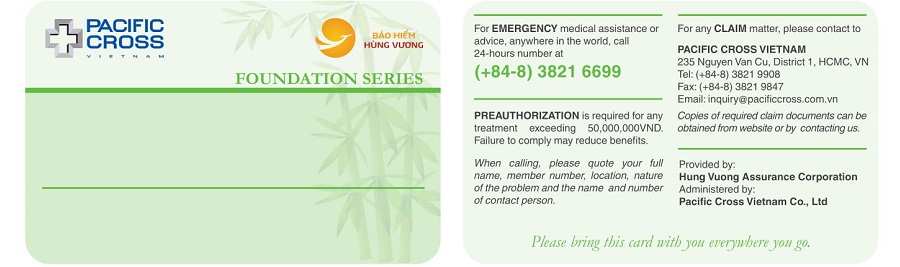 PACIFIC
CROSS
VIETNAM
BẢO HIỂM
HÙNG VƯƠNG
FOUNDATION SERIES
For EMERGENCY medical assistance or
advice, anywhere in the world, call
24-hours number at
(+84-8) 3821 6699
PREAUTHORIZATION is required for any
treatment exceeding 50,000,000VND.
Failure to comply may reduce benefits.
When calling, please quote your full
name, member number, location, nature
of the problem and the name and number
of contact person.
For any CLAIM matter, please contact to
PACIFIC CROSS VIETNAM
235 Nguyen Van Cu, District 1, HCMC, VN
Tel: (+84-8) 3821 9908
Fax: (+84-8) 3821 9847
Email: inquiry@pacificcross.com.vn
Copies of required claim documents can be
obtained from website or by contacting us.
Provided by:
Hung Vuong Assurance Corporation
Administered by:
Pacific Cross Vietnam Co., Ltd
Please bring this card with you everywhere you go.